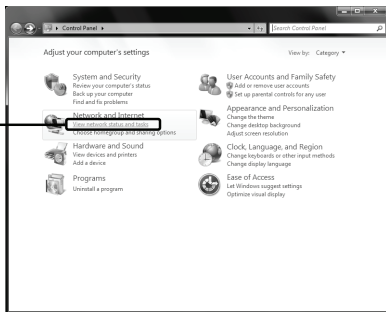 Control Panel
Search Control Panel
Adjust your computer's settings
View by: Category
System and Security
Review your computer's status
Back up your computer
Find and fix problems
Network and Internet
View network status and tasks
Choose homegroup and sharing options
Hardware and Sound
View devices and printers
Add a device
Programs
Uninstall a program
User Accounts and Family Safety
Add or remove user accounts
Set up parental controls for any user
Appearance and Personalization
Change the theme
Change desktop background
Adjust screen resolution
Clock, Language, and Region
Change keyboards or other input methods
Change display language
Ease of Access
Let Windows suggest settings
Optimize visual display